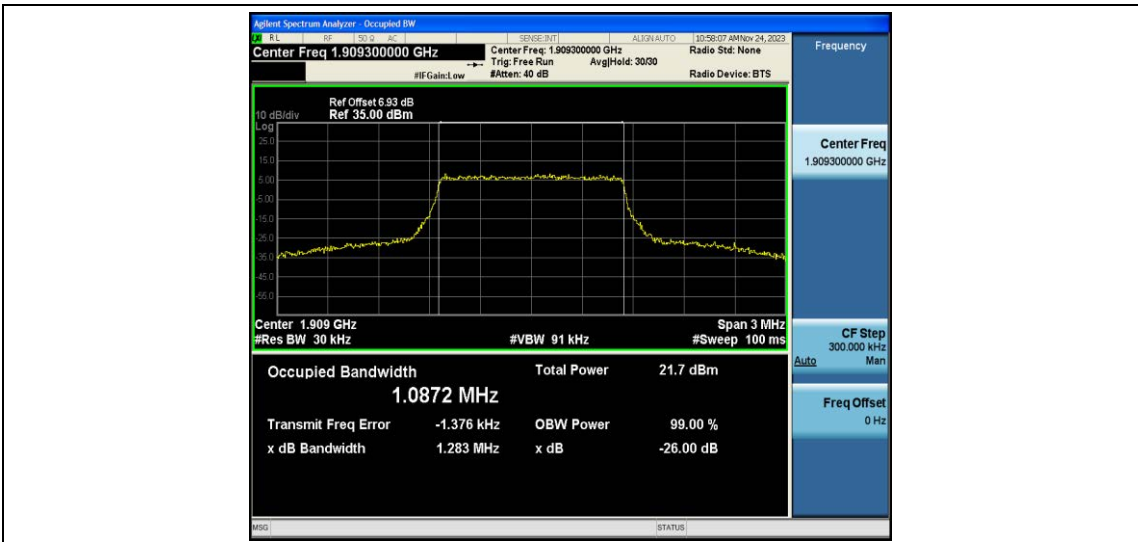 Agilent Spectrum Analyzer - Occupied BW
RL RF 50 Ω AC SENSE:INT ALIGN AUTO 10:58:07 AM Nov 24, 2023
Center Freq 1.909300000 GHz
Center Freq: 1.909300000 GHz
Radio Std: None
Trig: Free Run Avg|Hold: 30/30
#IFGain:Low #Atten: 40 dB Radio Device: BTS
Frequency
Ref Offset 6.93 dB
10 dB/div Ref 35.00 dBm
Log
25.0
15.0
5.00
-5.00
-15.0
-25.0
-35.0
-45.0
-55.0
Center 1.909 GHz Span 3 MHz
#Res BW 30 kHz #VBW 91 kHz #Sweep 100 ms
Occupied Bandwidth Total Power 21.7 dBm
1.0872 MHz
Transmit Freq Error -1.376 kHz OBW Power 99.00 %
x dB Bandwidth 1.283 MHz x dB -26.00 dB
Center Freq
1.909300000 GHz
CF Step
300.000 kHz
Auto Man
Freq Offset
0 Hz
MSG STATUS